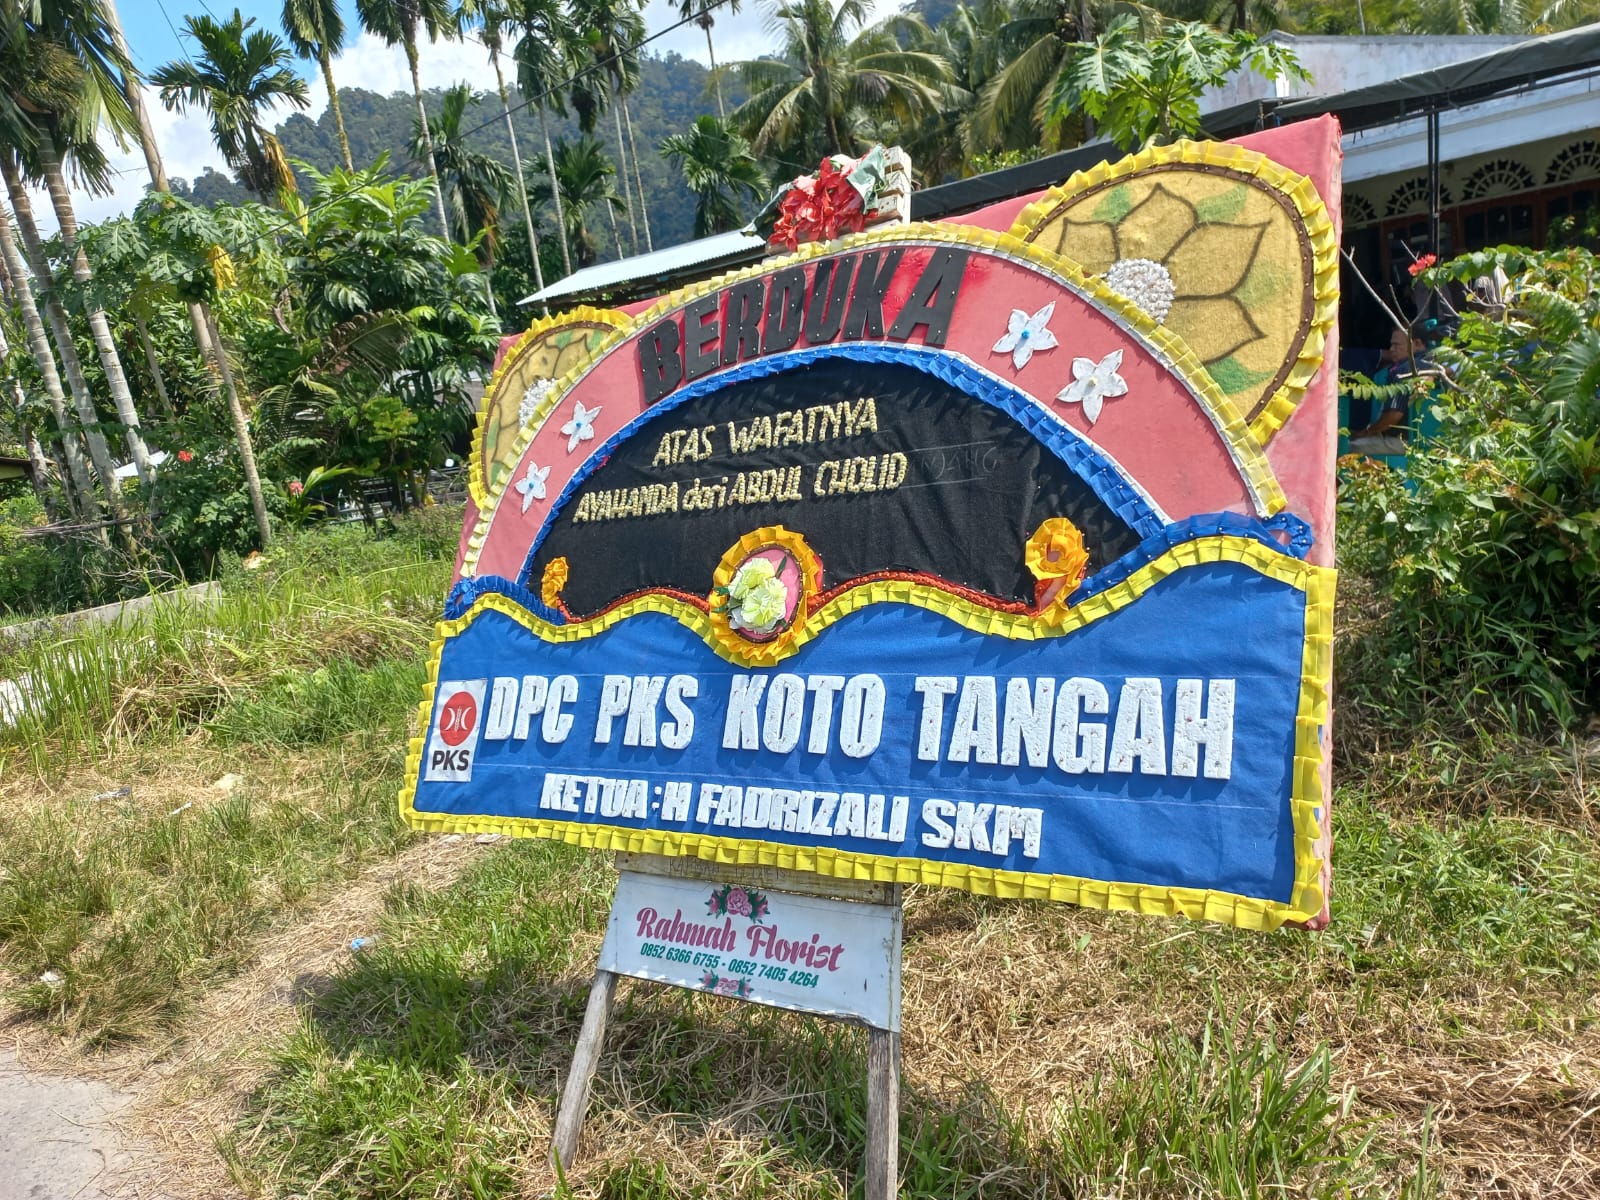 BERDUKA
ATAS WAFATNYA
AYAHANDA dari ABDUL CHOLID
DPC PKS KOTO TANGAH
PKS
KETUA : H FADRIZALI SKM
Rahmah Florist
0852 6366 6755 - 0852 7405 4264